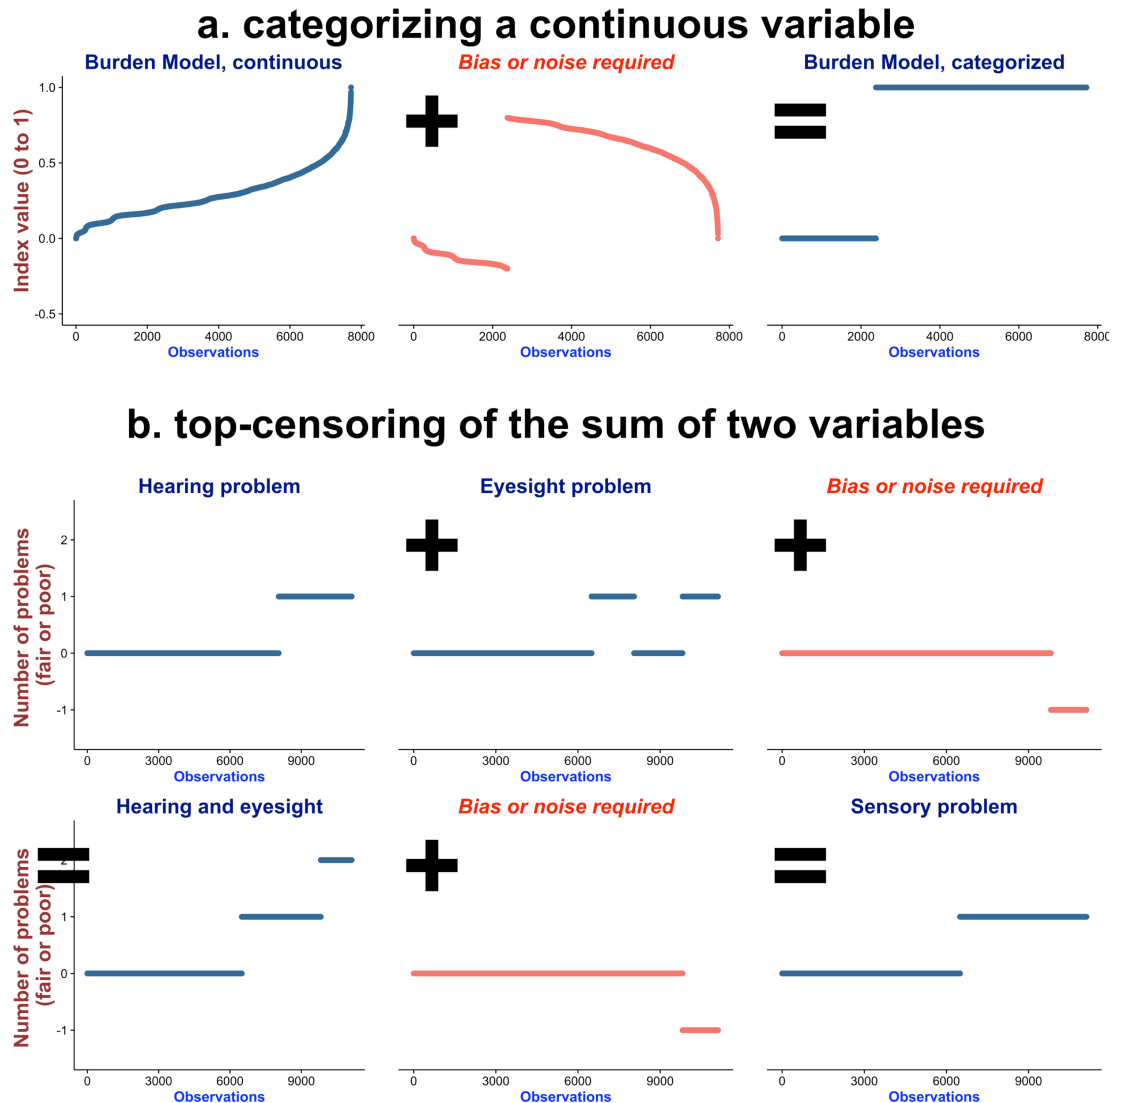 a. categorizing a continuous variable
Burden Model, continuous
Bias or noise required
Burden Model, categorized
Index value (0 to 1)
1.0
0.5
0.0
-0.5
0 2000 4000 6000 8000
0 2000 4000 6000 8000
0 2000 4000 6000 8000
Observations
Observations
Observations
b. top-censoring of the sum of two variables
Hearing problem
Eyesight problem
Bias or noise required
Number of problems
(fair or poor)
2
1
0
-1
0 3000 6000 9000
0 3000 6000 9000
0 3000 6000 9000
Observations
Observations
Observations
Hearing and eyesight
Bias or noise required
Sensory problem
Number of problems
(fair or poor)
2
1
0
-1
0 3000 6000 9000
0 3000 6000 9000
0 3000 6000 9000
Observations
Observations
Observations